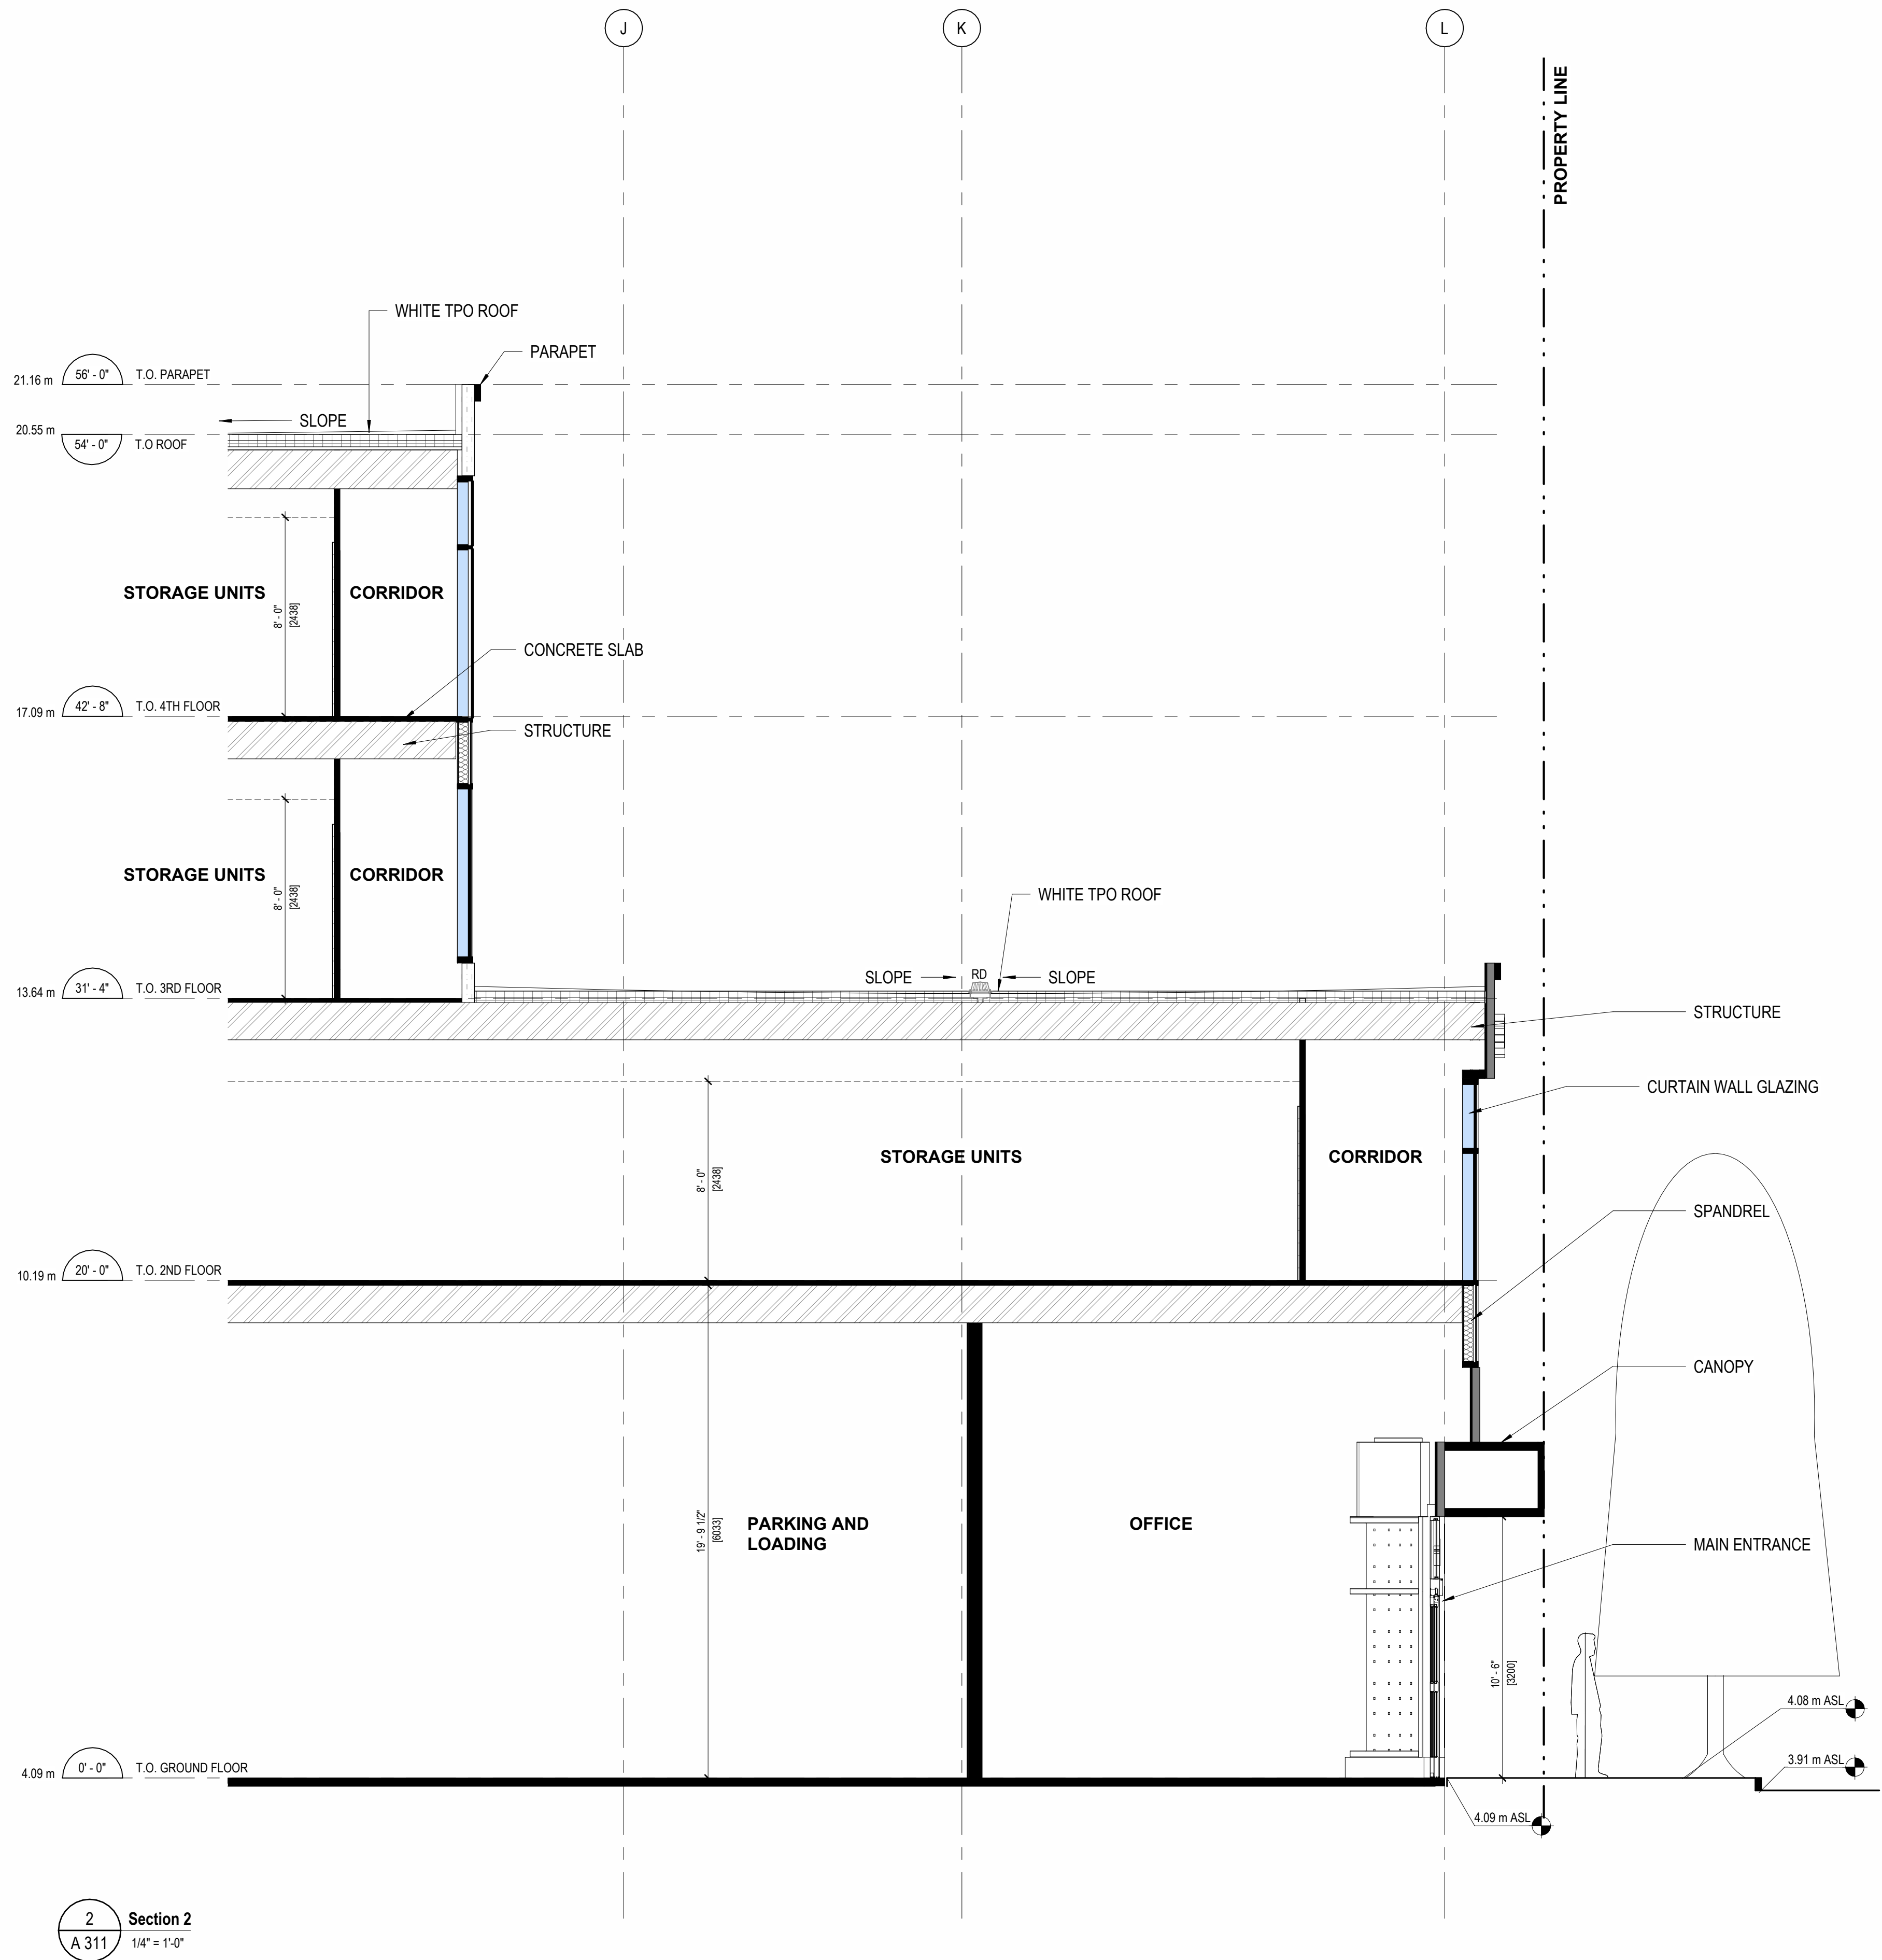 J
K
L
PROPERTY LINE
WHITE TPO ROOF
PARAPET
21.16 m
56' - 0"
T.O. PARAPET
SLOPE
20.55 m
54' - 0"
T.O ROOF
STORAGE UNITS
8' - 0"
[2438]
CORRIDOR
CONCRETE SLAB
17.09 m
42' - 8"
T.O. 4TH FLOOR
STRUCTURE
STORAGE UNITS
8' - 0"
[2438]
CORRIDOR
WHITE TPO ROOF
SLOPE
RD
SLOPE
13.64 m
31' - 4"
T.O. 3RD FLOOR
STRUCTURE
CURTAIN WALL GLAZING
8' - 0"
[2438]
STORAGE UNITS
CORRIDOR
SPANDREL
10.19 m
20' - 0"
T.O. 2ND FLOOR
CANOPY
19' - 9 1/2"
[6033]
PARKING AND
LOADING
OFFICE
MAIN ENTRANCE
10' - 6"
[3200]
4.08 m ASL
3.91 m ASL
4.09 m
0' - 0"
T.O. GROUND FLOOR
4.09 m ASL
2
A 311
Section 2
1/4" = 1'-0"